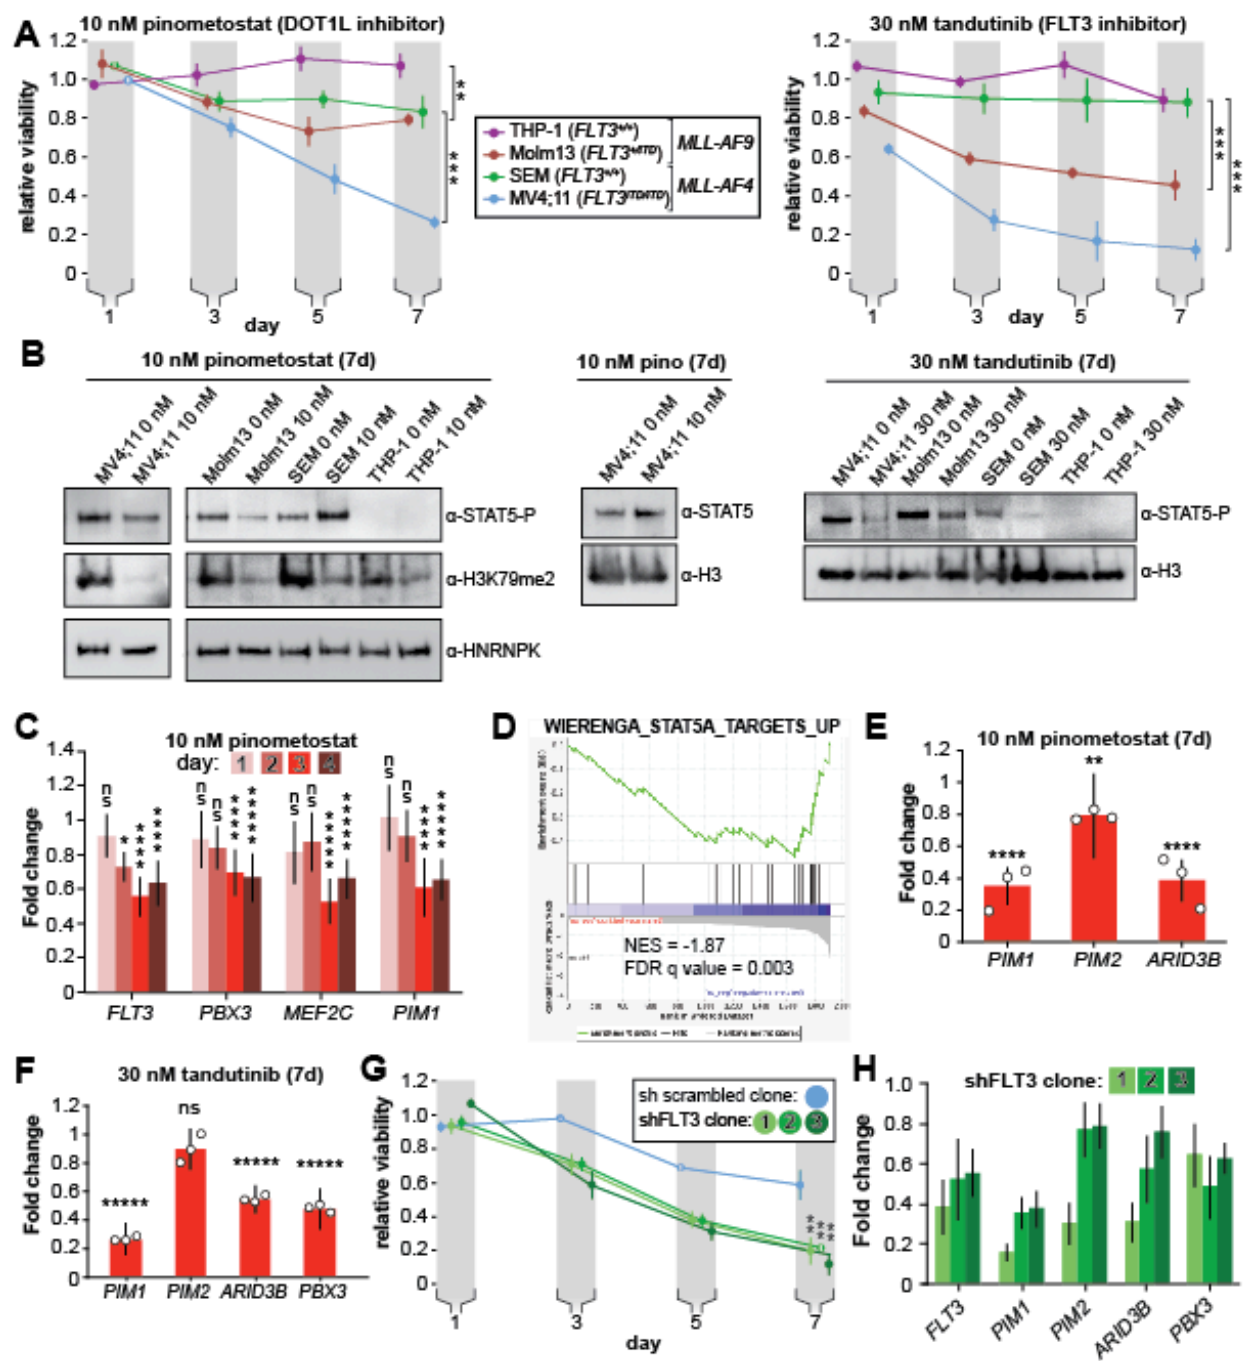 A
10 nM pinometostat (DOT1L inhibitor)
30 nM tandutinib (FLT3 inhibitor)
relative viability
1.2
1.0
0.8
0.6
0.4
0.2
0
1
3
5
7
day
**
***
THP-1 (FLT3+/+)
Molm13 (FLT3+/ITD)
MLL-AF9
SEM (FLT3+/+)
MV4;11 (FLT3ITD/ITD)
MLL-AF4
relative viability
1.2
1.0
0.8
0.6
0.4
0.2
0
1
3
5
7
day
***
***
B
10 nM pinometostat (7d)
MV4;11 0 nM
MV4;11 10 nM
Molm13 0 nM
Molm13 10 nM
SEM 0 nM
SEM 10 nM
THP-1 0 nM
THP-1 10 nM
α-STAT5-P
α-H3K79me2
α-HNRNPK
10 nM pino (7d)
MV4;11 0 nM
MV4;11 10 nM
α-STAT5
α-H3
30 nM tandutinib (7d)
MV4;11 0 nM
MV4;11 30 nM
Molm13 0 nM
Molm13 30 nM
SEM 0 nM
SEM 30 nM
THP-1 0 nM
THP-1 30 nM
α-STAT5-P
α-H3
C
10 nM pinometostat
day: 1 2 3 4
Fold change
1.4
1.2
1
0.8
0.6
0.4
0.2
0
ns
*
****
****
ns
ns
****
*****
ns
ns
*****
*****
ns
ns
****
*****
FLT3
PBX3
MEF2C
PIM1
D
WIERENGA_STAT5A_TARGETS_UP
NES = -1.87
FDR q value = 0.003
E
10 nM pinometostat (7d)
Fold change
1.2
1
0.8
0.6
0.4
0.2
0
****
**
****
PIM1
PIM2
ARID3B
F
30 nM tandutinib (7d)
Fold change
1.2
1
0.8
0.6
0.4
0.2
0
*****
ns
*****
*****
PIM1
PIM2
ARID3B
PBX3
G
relative viability
1.2
1.0
0.8
0.6
0.4
0.2
0
sh scrambled clone:
shFLT3 clone: 1 2 3
**
**
**
1
3
5
7
day
H
shFLT3 clone: 1 2 3
Fold change
1.0
0.8
0.6
0.4
0.2
0
FLT3
PIM1
PIM2
ARID3B
PBX3